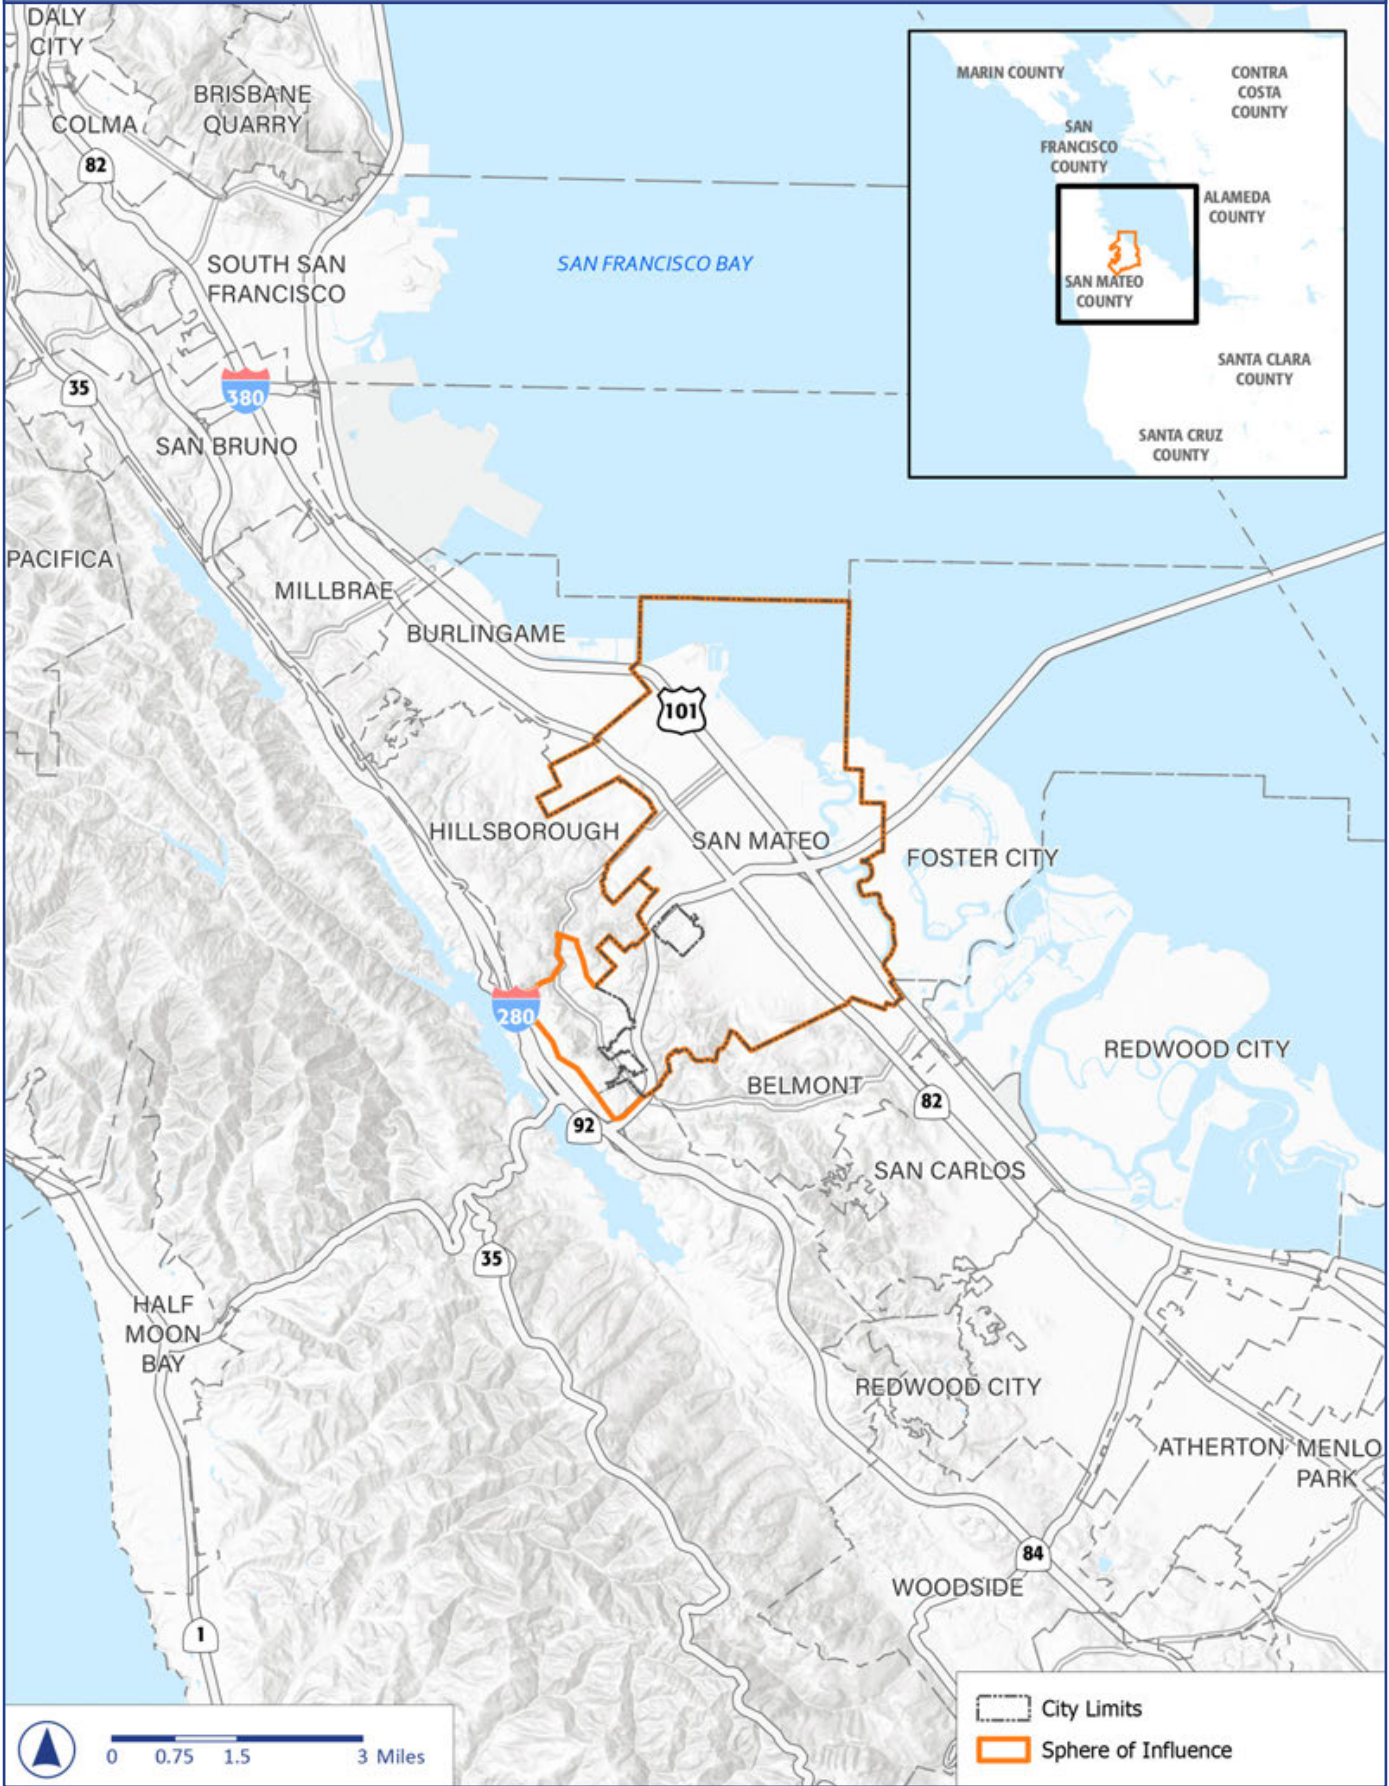 DALY
CITY
BRISBANE
QUARRY
COLMA
82
MARIN COUNTY
CONTRA
COSTA
COUNTY
SAN
FRANCISCO
COUNTY
ALAMEDA
COUNTY
SAN MATEO
COUNTY
SANTA CLARA
COUNTY
SANTA CRUZ
COUNTY
SOUTH SAN
FRANCISCO
SAN FRANCISCO BAY
35
380
SAN BRUNO
PACIFICA
MILLBRAE
BURLINGAME
101
HILLSBOROUGH
SAN MATEO
FOSTER CITY
280
REDWOOD CITY
BELMONT
82
92
SAN CARLOS
35
HALF
MOON
BAY
REDWOOD CITY
ATHERTON
MENLO
PARK
84
WOODSIDE
1
City Limits
Sphere of Influence
0 0.75 1.5 3 Miles